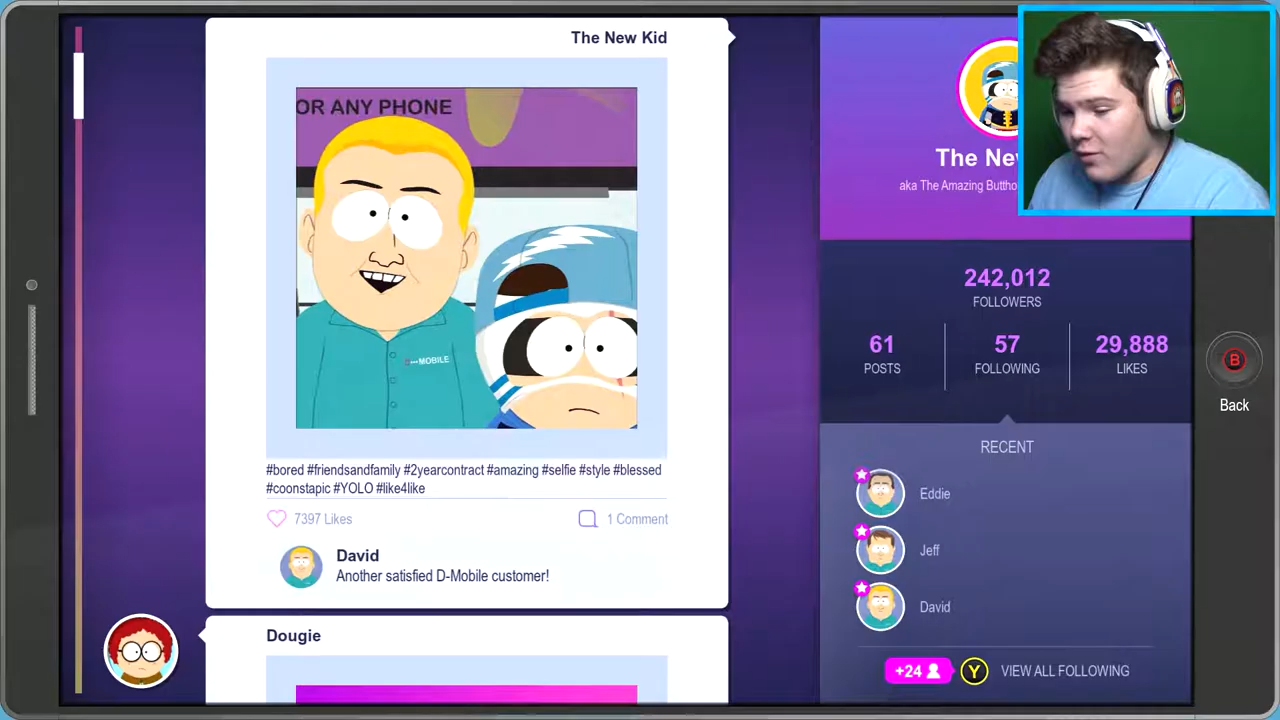 The New Kid
OR ANY PHONE
MOBILE
#bored #friendsandfamily #2yearcontract #amazing #selfie #style #blessed
#coonstapic #YOLO #like4like
7397 Likes
1 Comment
David
Another satisfied D-Mobile customer!
Dougie
The New
aka The Amazing Buttho
242,012
FOLLOWERS
61
POSTS
57
FOLLOWING
29,888
LIKES
RECENT
Eddie
Jeff
David
+24
Y
VIEW ALL FOLLOWING
B
Back